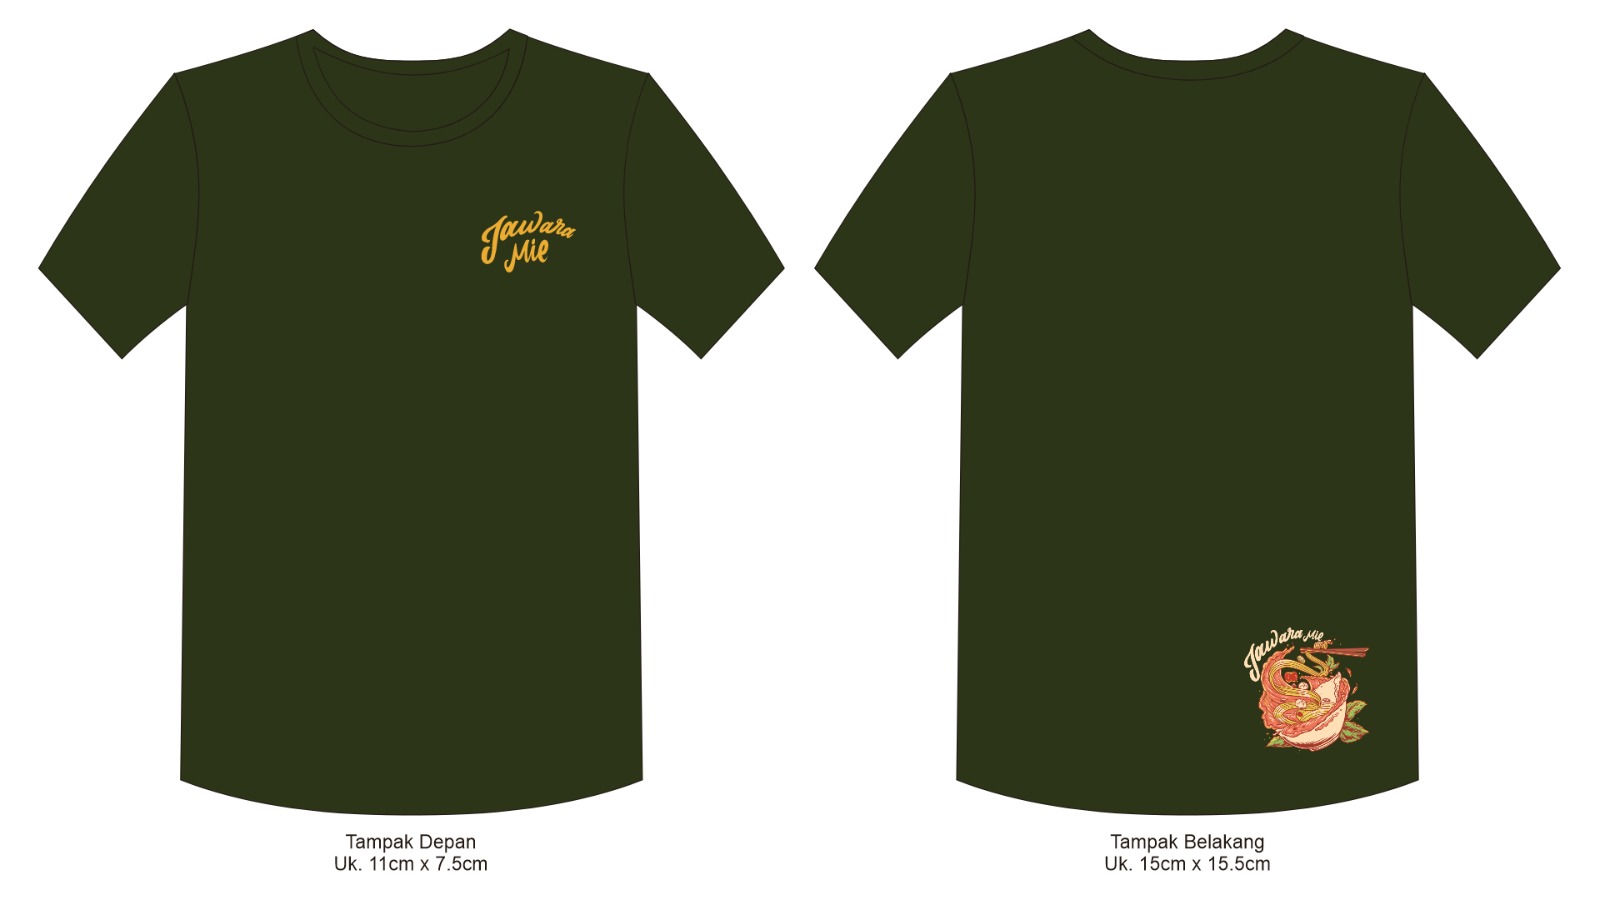 Jawara
Mie
Jawara Mie
Tampak Depan
Uk. 11cm x 7.5cm
Tampak Belakang
Uk. 15cm x 15.5cm